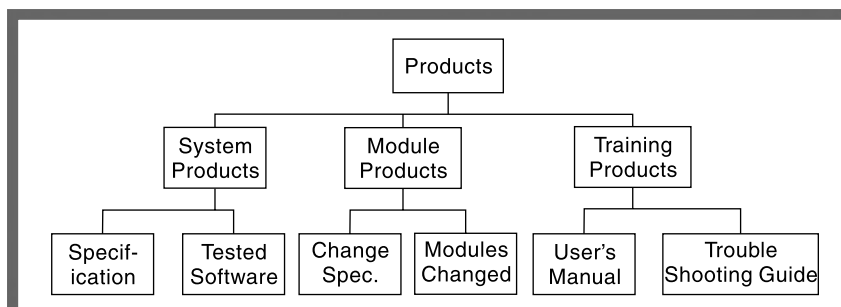 Products
System
Products
Module
Products
Training
Products
Specif-
ication
Tested
Software
Change
Spec.
Modules
Changed
User's
Manual
Trouble
Shooting Guide